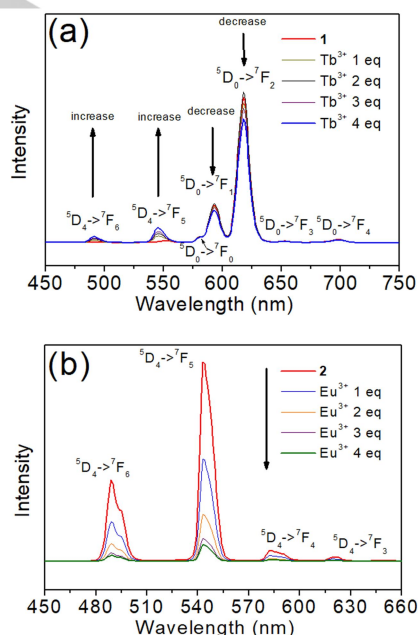 (a)
decrease
⁵D₀->⁷F₂
1
Tb³⁺ 1 eq
Tb³⁺ 2 eq
Tb³⁺ 3 eq
Tb³⁺ 4 eq
increase
increase
decrease
⁵D₀->⁷F₁
⁵D₄->⁷F₆
⁵D₄->⁷F₅
⁵D₀->⁷F₀
⁵D₀->⁷F₃
⁵D₀->⁷F₄
Intensity
450 500 550 600 650 700 750
Wavelength (nm)
(b)
⁵D₄->⁷F₅
2
Eu³⁺ 1 eq
Eu³⁺ 2 eq
Eu³⁺ 3 eq
Eu³⁺ 4 eq
⁵D₄->⁷F₆
⁵D₄->⁷F₄
⁵D₄->⁷F₃
Intensity
450 480 510 540 570 600 630 660
Wavelength (nm)